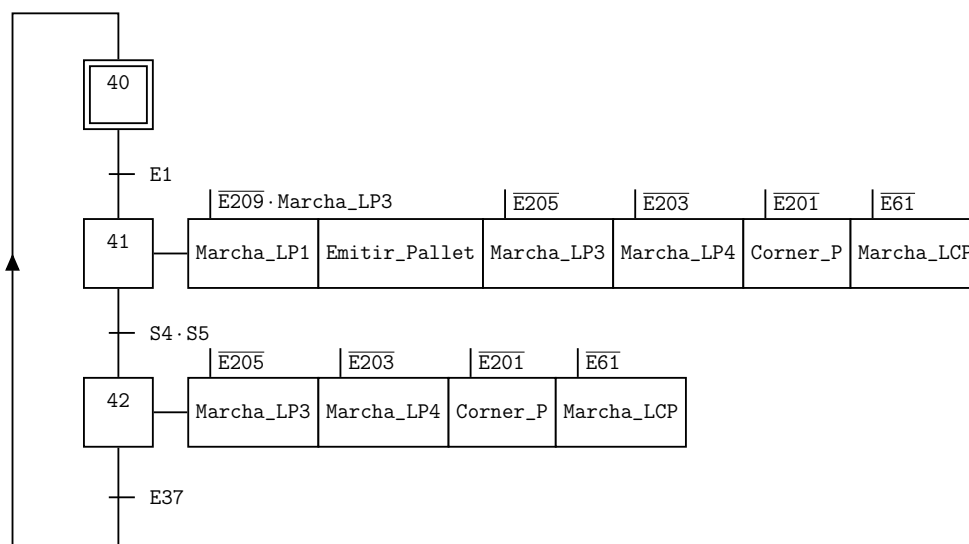 40
E1
E209·Marcha_LP3 E205 E203 E201 E61
41 Marcha_LP1 Emitir_Pallet Marcha_LP3 Marcha_LP4 Corner_P Marcha_LCP
S4·S5
E205 E203 E201 E61
42 Marcha_LP3 Marcha_LP4 Corner_P Marcha_LCP
E37